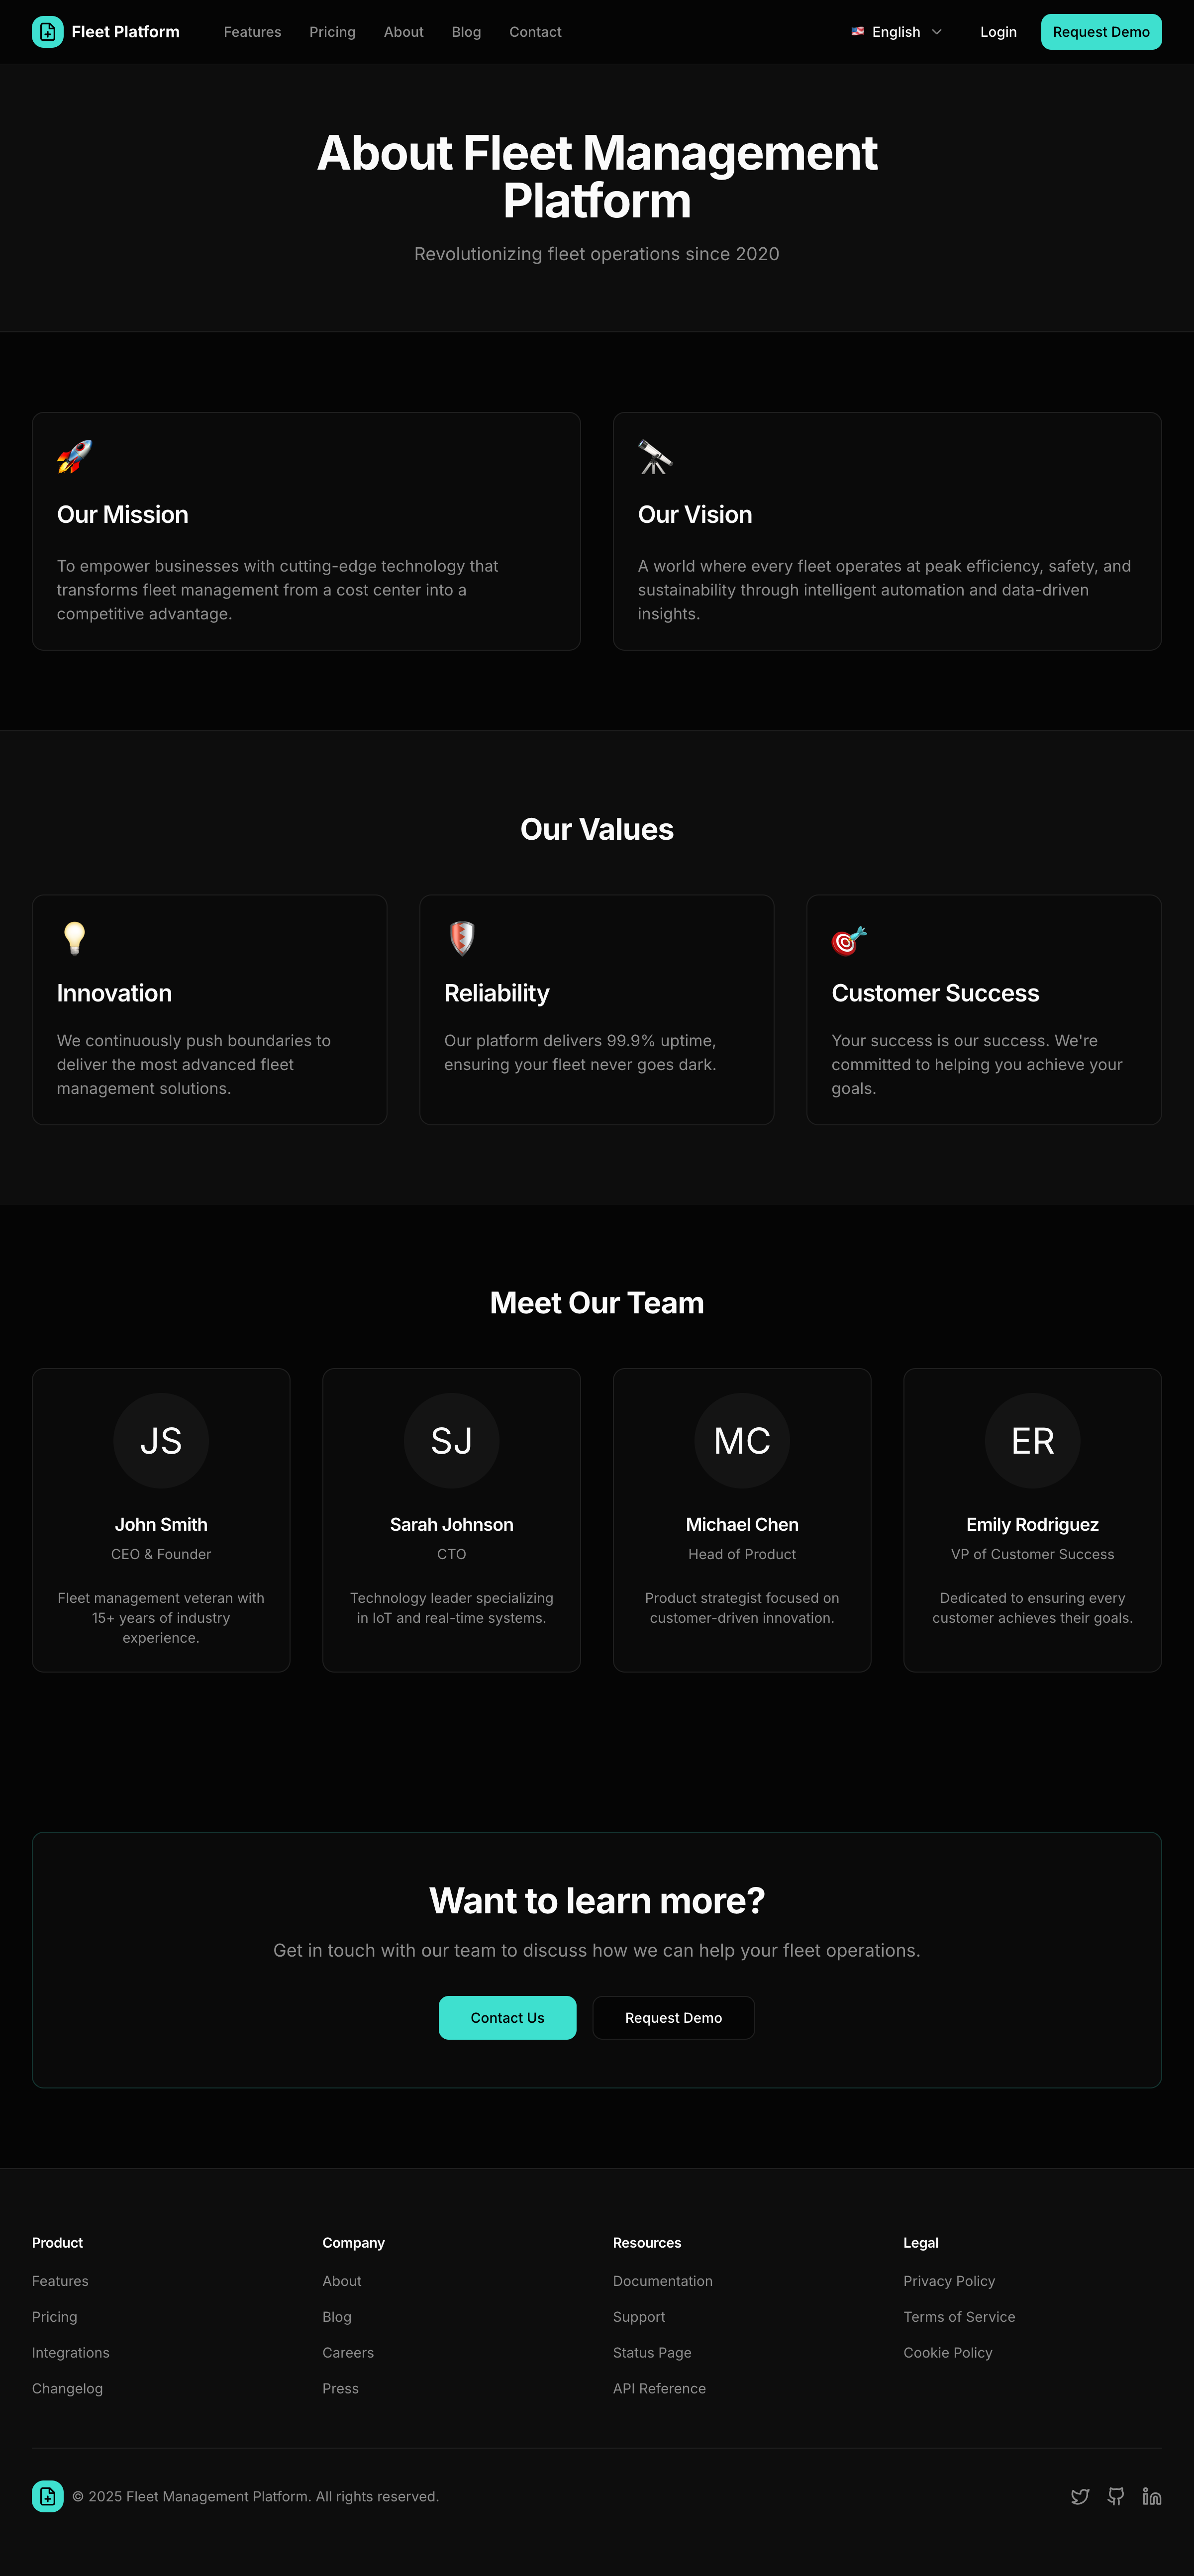 Fleet Platform
Features
Pricing
About
Blog
Contact
English
Login
Request Demo
About Fleet Management
Platform
Revolutionizing fleet operations since 2020
Our Mission
To empower businesses with cutting-edge technology that
transforms fleet management from a cost center into a
competitive advantage.
Our Vision
A world where every fleet operates at peak efficiency, safety, and
sustainability through intelligent automation and data-driven
insights.
Our Values
Innovation
We continuously push boundaries to
deliver the most advanced fleet
management solutions.
Reliability
Our platform delivers 99.9% uptime,
ensuring your fleet never goes dark.
Customer Success
Your success is our success. We're
committed to helping you achieve your
goals.
Meet Our Team
JS
John Smith
CEO & Founder
Fleet management veteran with
15+ years of industry
experience.
SJ
Sarah Johnson
CTO
Technology leader specializing
in IoT and real-time systems.
MC
Michael Chen
Head of Product
Product strategist focused on
customer-driven innovation.
ER
Emily Rodriguez
VP of Customer Success
Dedicated to ensuring every
customer achieves their goals.
Want to learn more?
Get in touch with our team to discuss how we can help your fleet operations.
Contact Us
Request Demo
Product
Features
Pricing
Integrations
Changelog
Company
About
Blog
Careers
Press
Resources
Documentation
Support
Status Page
API Reference
Legal
Privacy Policy
Terms of Service
Cookie Policy
© 2025 Fleet Management Platform. All rights reserved.